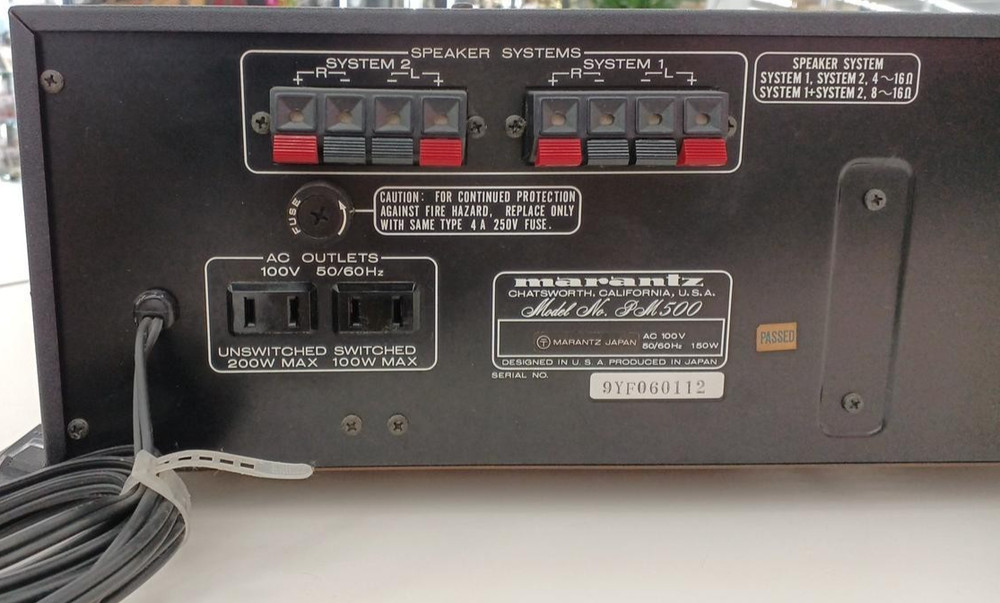 SPEAKER SYSTEMS
SYSTEM 2
+ R - - L +
SYSTEM 1
+ R - - L +
SPEAKER SYSTEM
SYSTEM 1, SYSTEM 2, 4~16Ω
SYSTEM 1+SYSTEM 2, 8~16Ω
FUSE
CAUTION: FOR CONTINUED PROTECTION
AGAINST FIRE HAZARD, REPLACE ONLY
WITH SAME TYPE 4 A 250V FUSE.
AC OUTLETS
100V 50/60Hz
UNSWITCHED SWITCHED
200W MAX 100W MAX
marantz
CHATSWORTH, CALIFORNIA, U.S.A.
Model No. PM500
T MARANTZ JAPAN
AC 100V
50/60Hz 150W
DESIGNED IN U.S.A. PRODUCED IN JAPAN
SERIAL NO.
9YF060112
PASSED